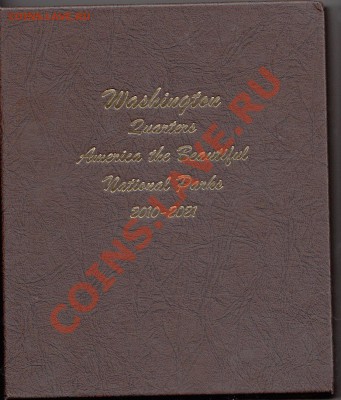 Washington
Quarters
America the Beautiful
National Parks
2010-2021
COINS.LAVE.RU